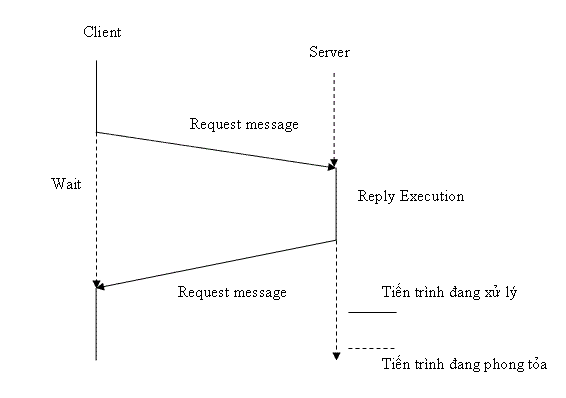 Client
Server
Request message
Wait
Reply Execution
Request message
Tiến trình đang xử lý
Tiến trình đang phong tỏa